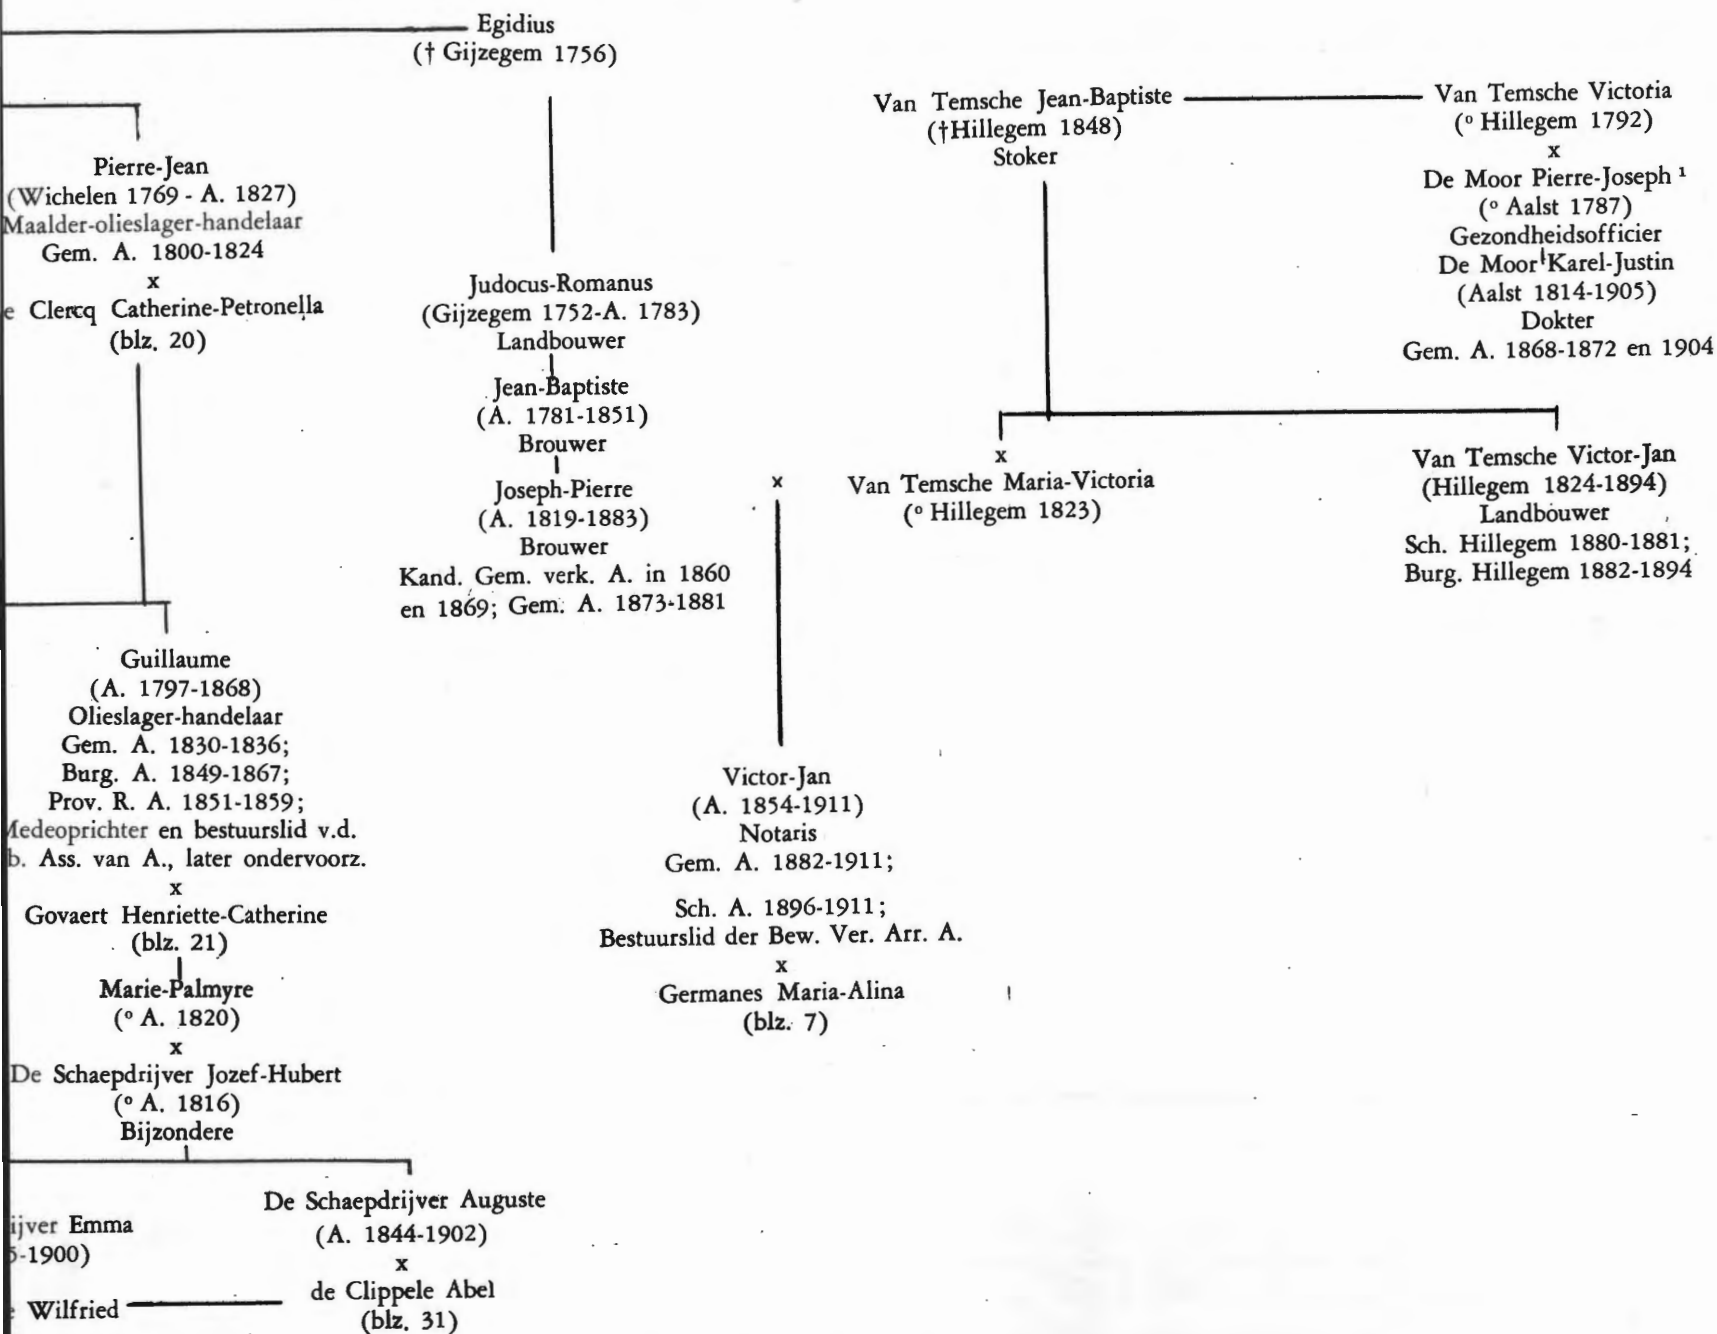 Egidius
(† Gijzegem 1756)
Van Temsche Jean-Baptiste
(†Hillegem 1848)
Stoker
Van Temsche Victoria
(° Hillegem 1792)
x
De Moor Pierre-Joseph ¹
(° Aalst 1787)
Gezondheidsofficier
De Moor Karel-Justin
(Aalst 1814-1905)
Dokter
Gem. A. 1868-1872 en 1904
Pierre-Jean
(Wichelen 1769 - A. 1827)
Maalder-olieslager-handelaar
Gem. A. 1800-1824
x
e Clercq Catherine-Petronella
(blz. 20)
Judocus-Romanus
(Gijzegem 1752-A. 1783)
Landbouwer
Jean-Baptiste
(A. 1781-1851)
Brouwer
Joseph-Pierre
(A. 1819-1883)
Brouwer
Kand. Gem. verk. A. in 1860
en 1869; Gem. A. 1873-1881
x
x
Van Temsche Maria-Victoria
(° Hillegem 1823)
Van Temsche Victor-Jan
(Hillegem 1824-1894)
Landbouwer
Sch. Hillegem 1880-1881;
Burg. Hillegem 1882-1894
Guillaume
(A. 1797-1868)
Olieslager-handelaar
Gem. A. 1830-1836;
Burg. A. 1849-1867;
Prov. R. A. 1851-1859;
Medeoprichter en bestuurslid v.d.
b. Ass. van A., later ondervoorz.
x
Govaert Henriette-Catherine
(blz. 21)
Marie-Palmyre
(° A. 1820)
x
De Schaepdrijver Jozef-Hubert
(° A. 1816)
Bijzondere
Victor-Jan
(A. 1854-1911)
Notaris
Gem. A. 1882-1911;
Sch. A. 1896-1911;
Bestuurslid der Bew. Ver. Arr. A.
x
Germanes Maria-Alina
(blz. 7)
ijver Emma
-1900)
Wilfried
De Schaepdrijver Auguste
(A. 1844-1902)
x
de Clippele Abel
(blz. 31)